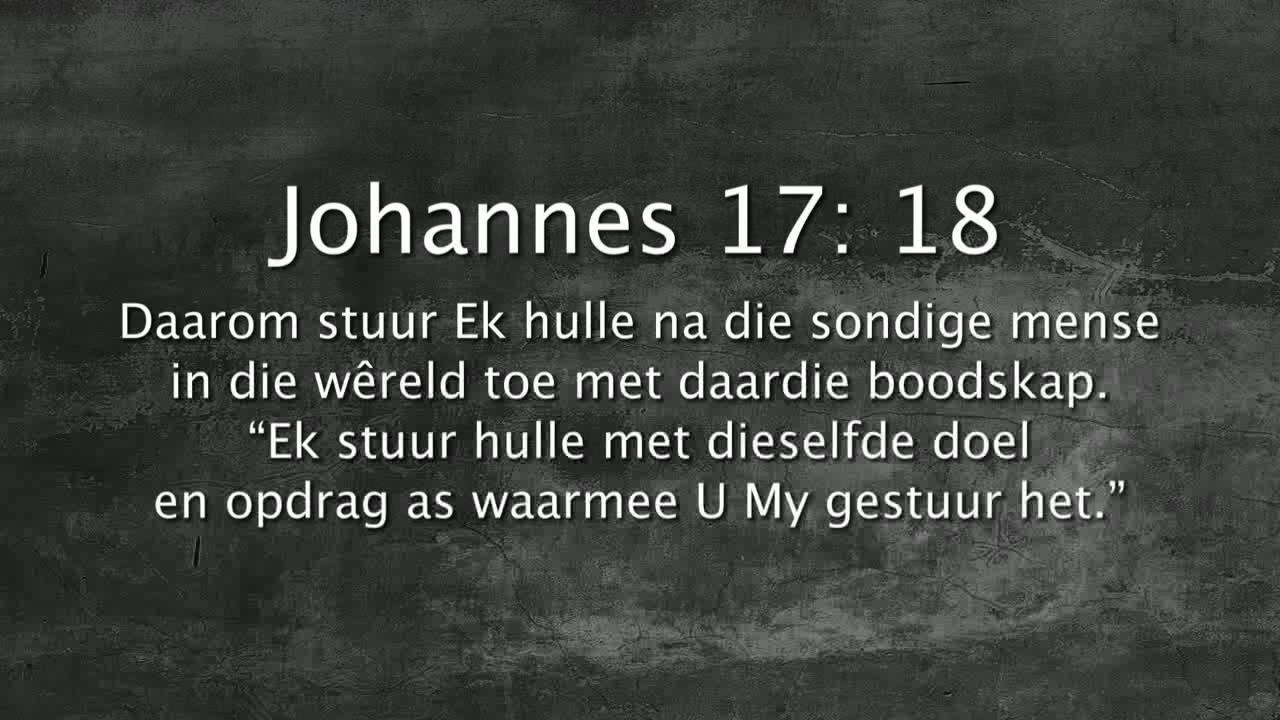 Johannes 17: 18
Daarom stuur Ek hulle na die sondige mense
in die wêreld toe met daardie boodskap.
“Ek stuur hulle met dieselfde doel
en opdrag as waarmee U My gestuur het.”